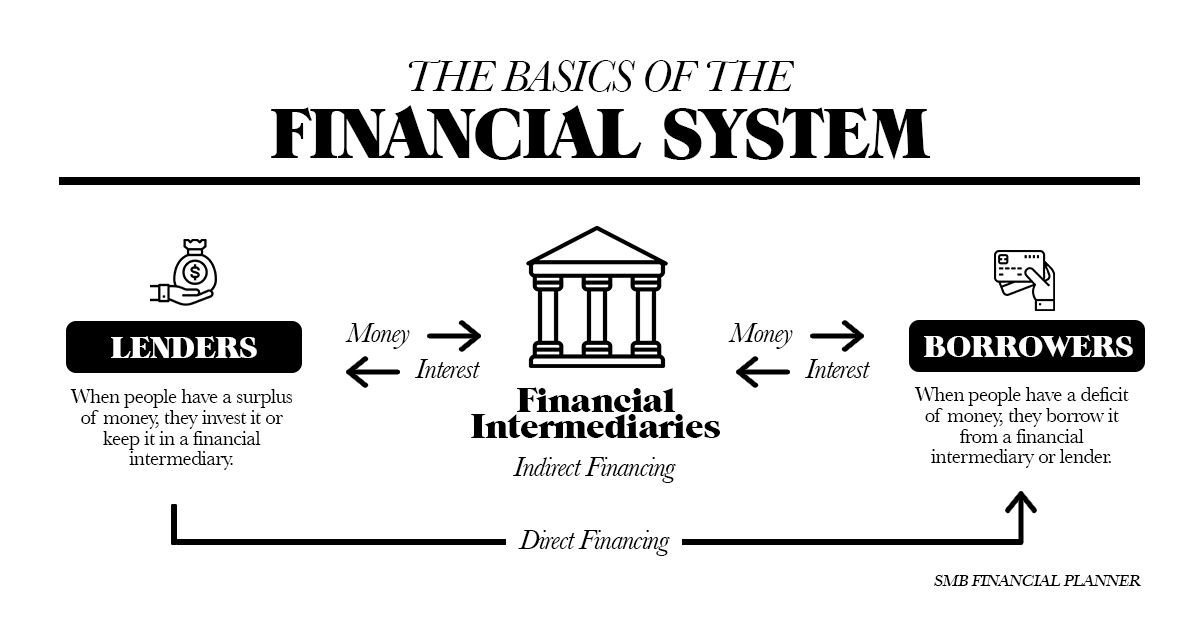 THE BASICS OF THE
FINANCIAL SYSTEM
$
LENDERS
When people have a surplus
of money, they invest it or
keep it in a financial
intermediary.
Money
Interest
Financial
Intermediaries
Indirect Financing
Money
Interest
BORROWERS
When people have a deficit
of money, they borrow it
from a financial
intermediary or lender.
Direct Financing
SMB FINANCIAL PLANNER